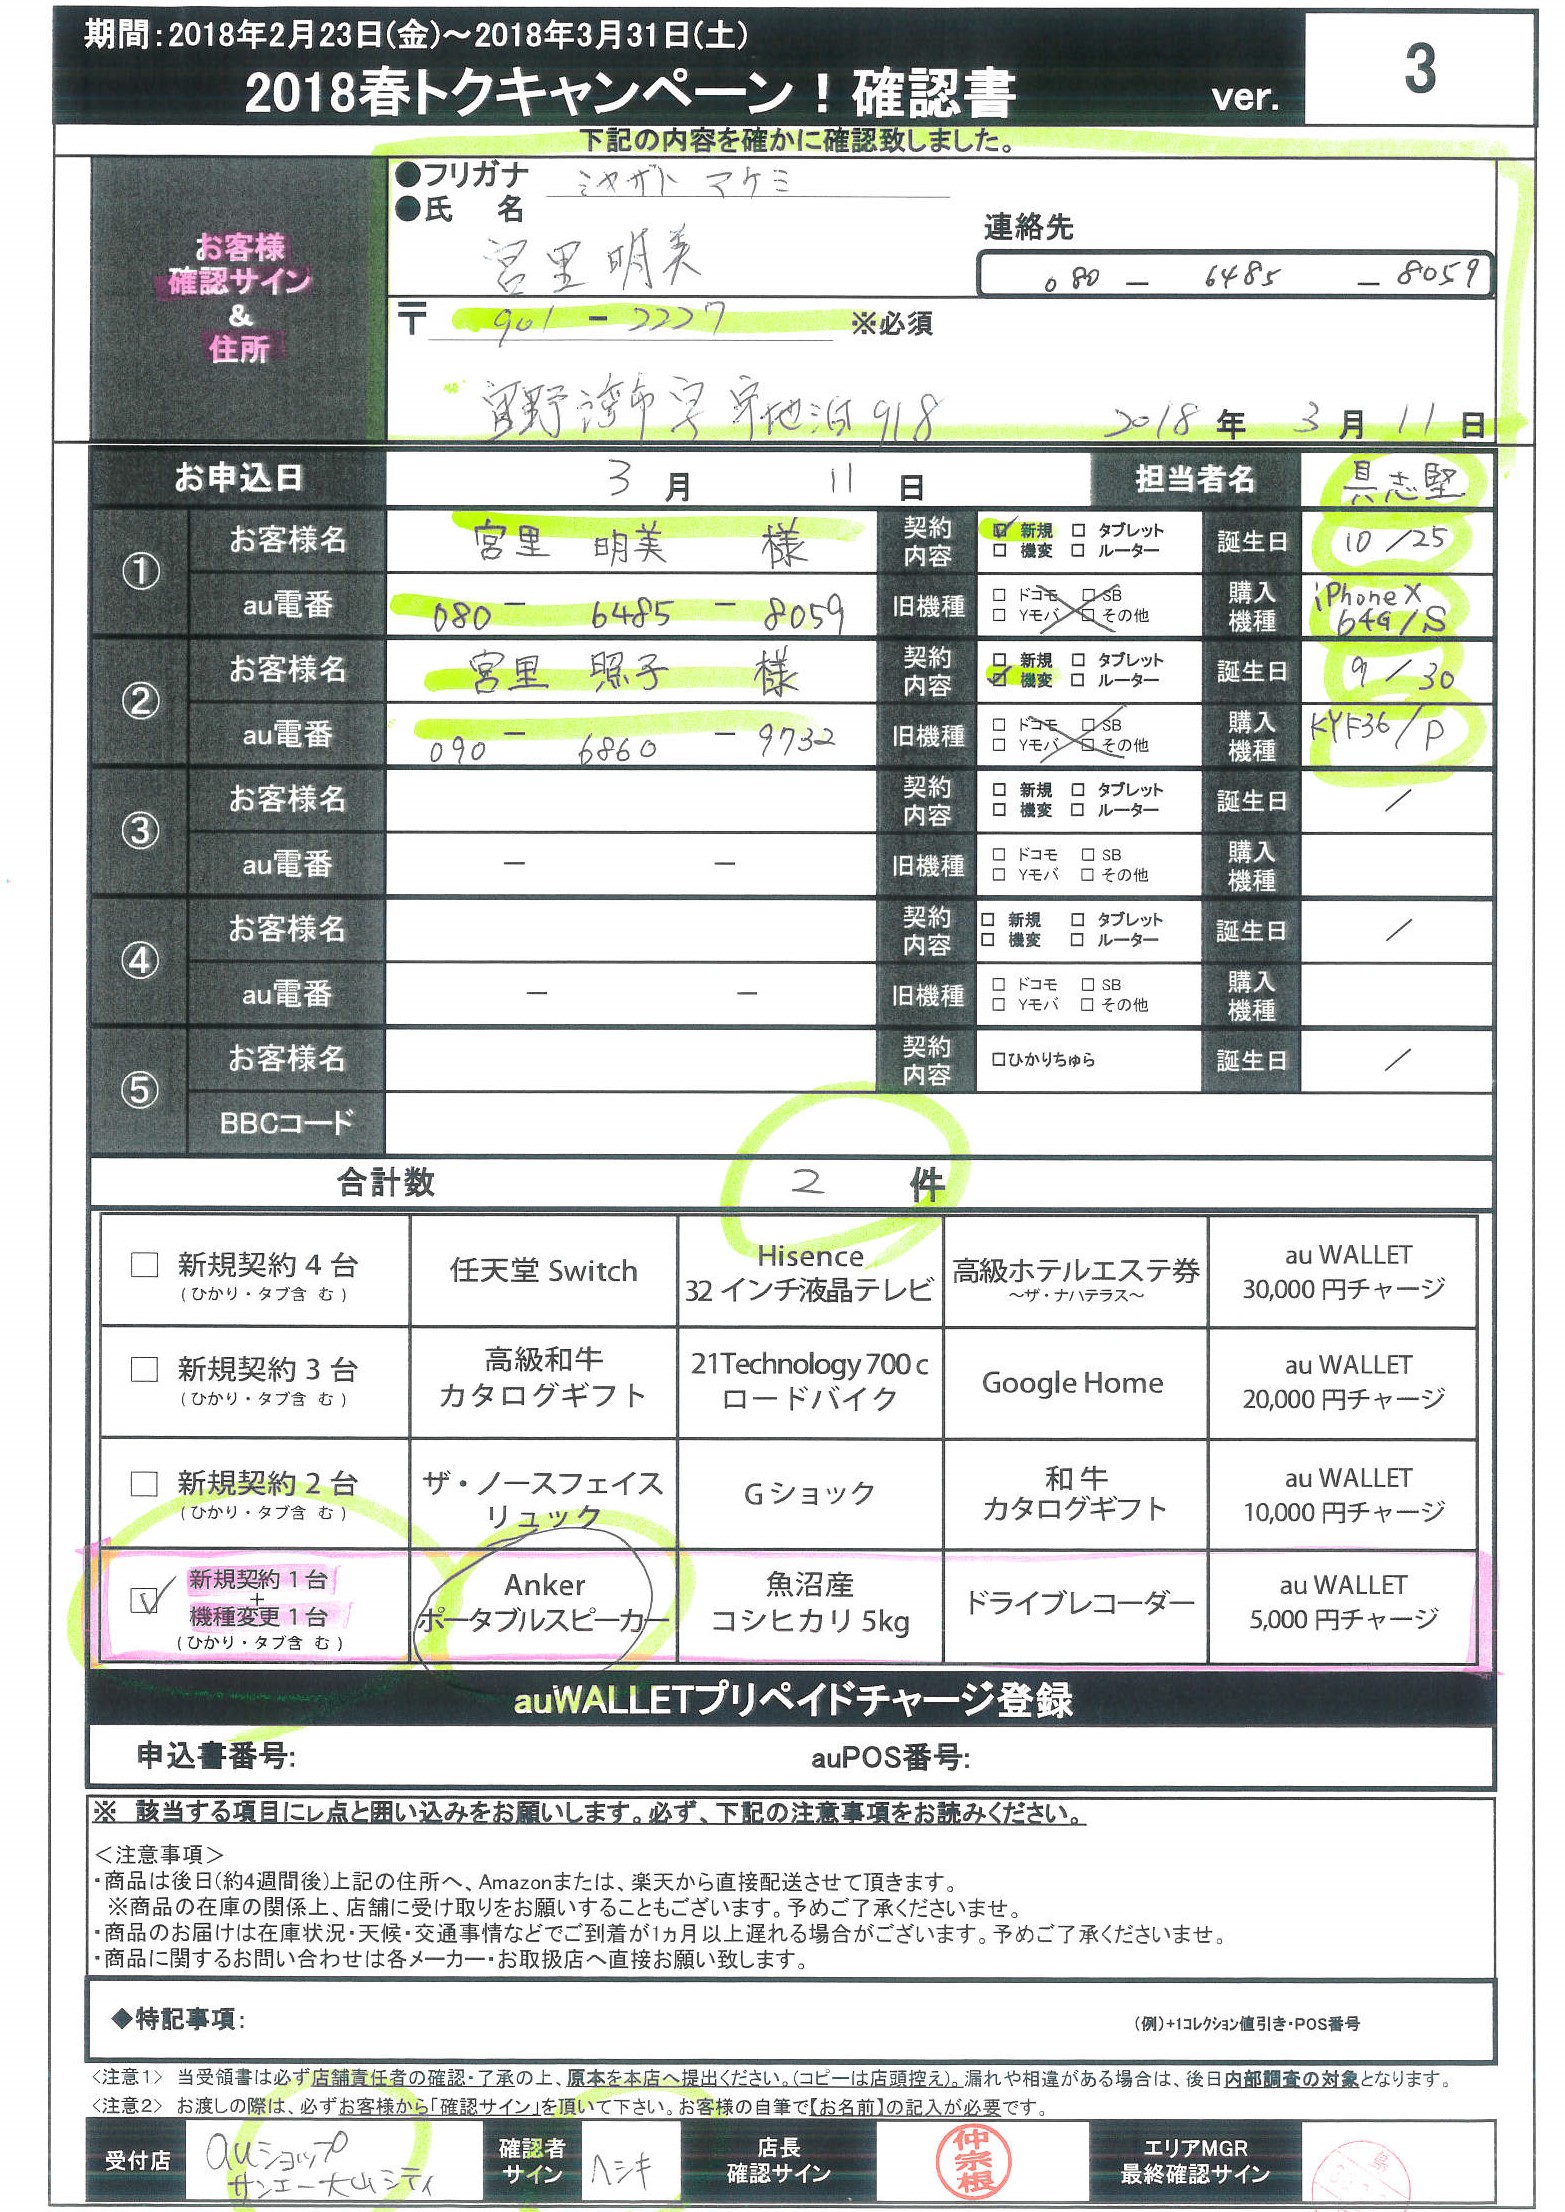 期間：2018年2月23日(金)～2018年3月31日(土)
2018春トクキャンペーン！確認書 ver. 3
下記の内容を確かに確認致しました。
お客様
確認サイン
&
住所
●フリガナ ミヤザト アケミ
●氏 名 宮里 明美
連絡先
080 － 6485 － 8059
〒 901 － 2227 ※必須
宜野湾市字宇地泊918
2018 年 3 月 11 日
お申込日 3 月 11 日 担当者名 具志堅
① お客様名 宮里 明美 様 契約内容 ☑ 新規 □ タブレット □ 機変 □ ルーター 誕生日 10 / 25
au電番 080 － 6485 － 8059 旧機種 □ ドコモ □ SB □ Yモバ □ その他 購入機種 iPhoneX 64G/S
② お客様名 宮里 照子 様 契約内容 □ 新規 □ タブレット ☑ 機変 □ ルーター 誕生日 9 / 30
au電番 090 － 6860 － 9732 旧機種 □ ドコモ □ SB □ Yモバ □ その他 購入機種 KYF36/P
③ お客様名 契約内容 □ 新規 □ タブレット □ 機変 □ ルーター 誕生日 ／
au電番 － － 旧機種 □ ドコモ □ SB □ Yモバ □ その他 購入機種
④ お客様名 契約内容 □ 新規 □ タブレット □ 機変 □ ルーター 誕生日 ／
au電番 － － 旧機種 □ ドコモ □ SB □ Yモバ □ その他 購入機種
⑤ お客様名 契約内容 □ひかりちゅら 誕生日 ／
BBCコード
合計数 2 件
□ 新規契約 4 台 (ひかり・タブ含 む) 任天堂 Switch Hisence 32 インチ液晶テレビ 高級ホテルエステ券 ～ザ・ナハテラス～ au WALLET 30,000 円チャージ
□ 新規契約 3 台 (ひかり・タブ含 む) 高級和牛 カタログギフト 21Technology 700 c ロードバイク Google Home au WALLET 20,000 円チャージ
□ 新規契約 2 台 (ひかり・タブ含 む) ザ・ノースフェイス リュック G ショック 和 牛 カタログギフト au WALLET 10,000 円チャージ
☑ 新規契約 1 台 + 機種変更 1 台 (ひかり・タブ含 む) Anker ポータブルスピーカー 魚沼産 コシヒカリ 5kg ドライブレコーダー au WALLET 5,000 円チャージ
auWALLETプリペイドチャージ登録
申込書番号: auPOS番号:
※ 該当する項目にレ点と囲い込みをお願いします。必ず、下記の注意事項をお読みください。
＜注意事項＞
・商品は後日(約4週間後)上記の住所へ、Amazonまたは、楽天から直接配送させて頂きます。
※商品の在庫の関係上、店舗に受け取りをお願いすることもございます。予めご了承くださいませ。
・商品のお届けは在庫状況・天候・交通事情などでご到着が1ヵ月以上遅れる場合がございます。予めご了承くださいませ。
・商品に関するお問い合わせは各メーカー・お取扱店へ直接お願い致します。
◆特記事項: (例)+1コレクション値引き・POS番号
<注意1> 当受領書は必ず店舗責任者の確認・了承の上、原本を本店へ提出ください。(コピーは店頭控え)。漏れや相違がある場合は、後日内部調査の対象となります。
<注意2> お渡しの際は、必ずお客様から「確認サイン」を頂いて下さい。お客様の自筆で【お名前】の記入が必要です。
受付店 auショップ サンエー大山シティ 確認者サイン ヘシキ 店長確認サイン 仲宗根 エリアMGR最終確認サイン